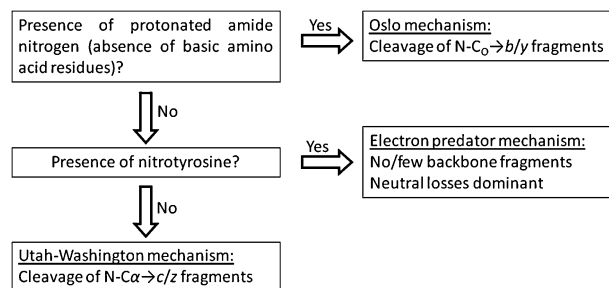 Presence of protonated amide
nitrogen (absence of basic amino
acid residues)?
Yes
Oslo mechanism:
Cleavage of N-Co→b/y fragments
No
Presence of nitrotyrosine?
Yes
Electron predator mechanism:
No/few backbone fragments
Neutral losses dominant
No
Utah-Washington mechanism:
Cleavage of N-Cα→c/z fragments